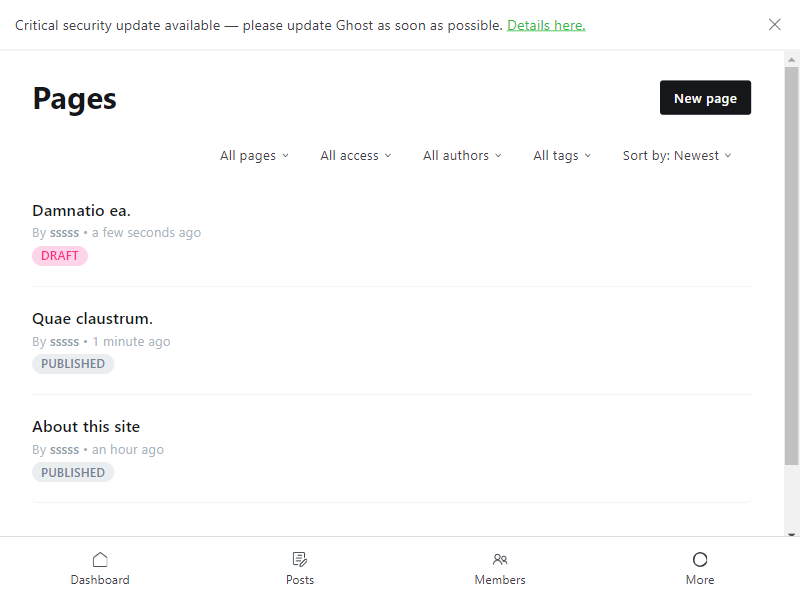 Critical security update available — please update Ghost as soon as possible. Details here.
Pages
New page
All pages
All access
All authors
All tags
Sort by: Newest
Damnatio ea.
By sssss • a few seconds ago
DRAFT
Quae claustrum.
By sssss • 1 minute ago
PUBLISHED
About this site
By sssss • an hour ago
PUBLISHED
Dashboard
Posts
Members
More